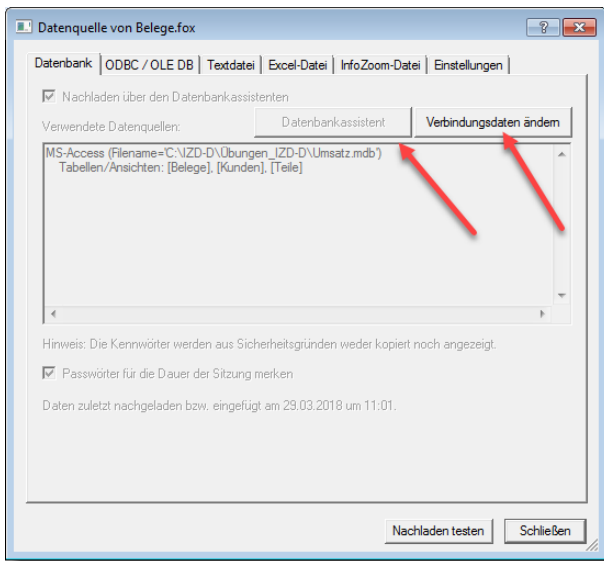 Datenquelle von Belege.fox
Datenbank ODBC / OLE DB Textdatei Excel-Datei InfoZoom-Datei Einstellungen
Nachladen über den Datenbankassistenten
Verwendete Datenquellen: Datenbankassistent Verbindungsdaten ändern
MS-Access (Filename='C:\IZD-D\Übungen_IZD-D\Umsatz.mdb')
Tabellen/Ansichten: [Belege], [Kunden], [Teile]
Hinweis: Die Kennwörter werden aus Sicherheitsgründen weder kopiert noch angezeigt.
Passwörter für die Dauer der Sitzung merken
Daten zuletzt nachgeladen bzw. eingefügt am 29.03.2018 um 11:01.
Nachladen testen Schließen